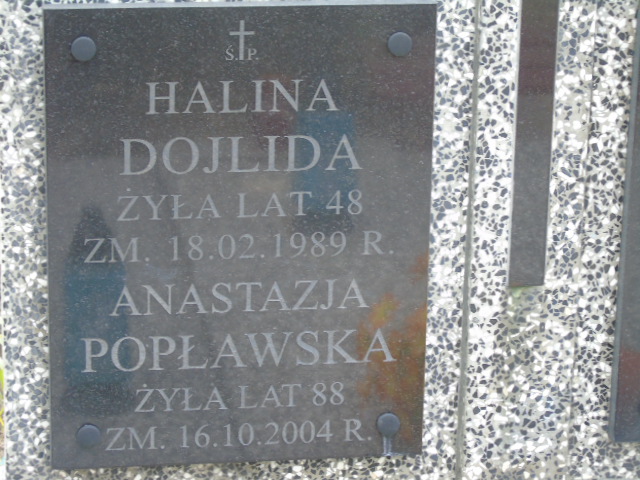 Ś.P.
HALINA
DOJLIDA
ŻYŁA LAT 48
ZM. 18.02.1989 R.
ANASTAZJA
POPŁAWSKA
ŻYŁA LAT 88
ZM. 16.10.2004 R.